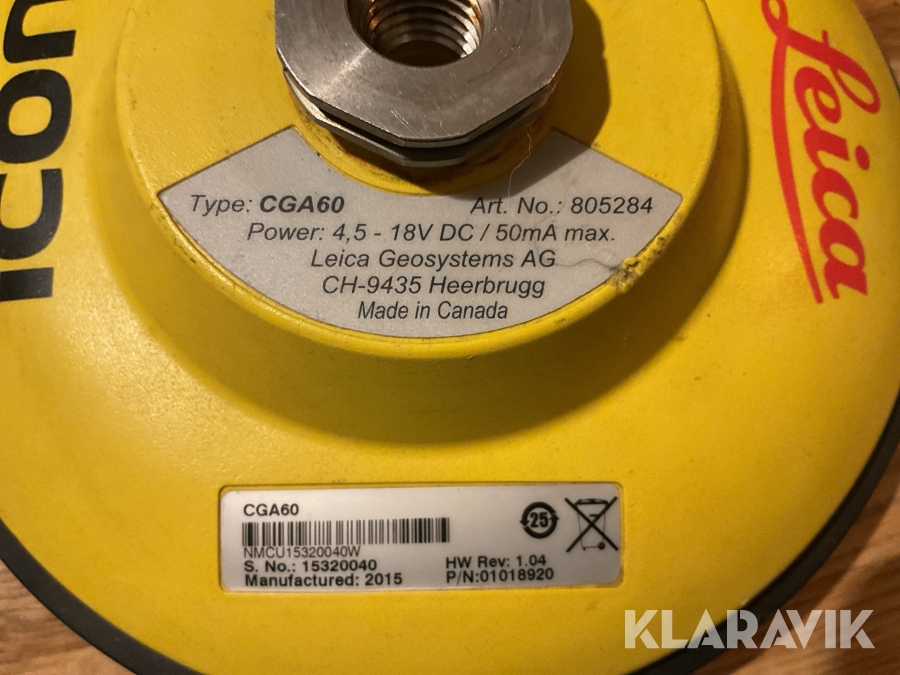 icon
Leica
Type: CGA60 Art. No.: 805284
Power: 4,5 - 18V DC / 50mA max.
Leica Geosystems AG
CH-9435 Heerbrugg
Made in Canada
CGA60
NMCU15320040W
S. No.: 15320040 HW Rev: 1.04
Manufactured: 2015 P/N:01018920
25
KLARAVIK